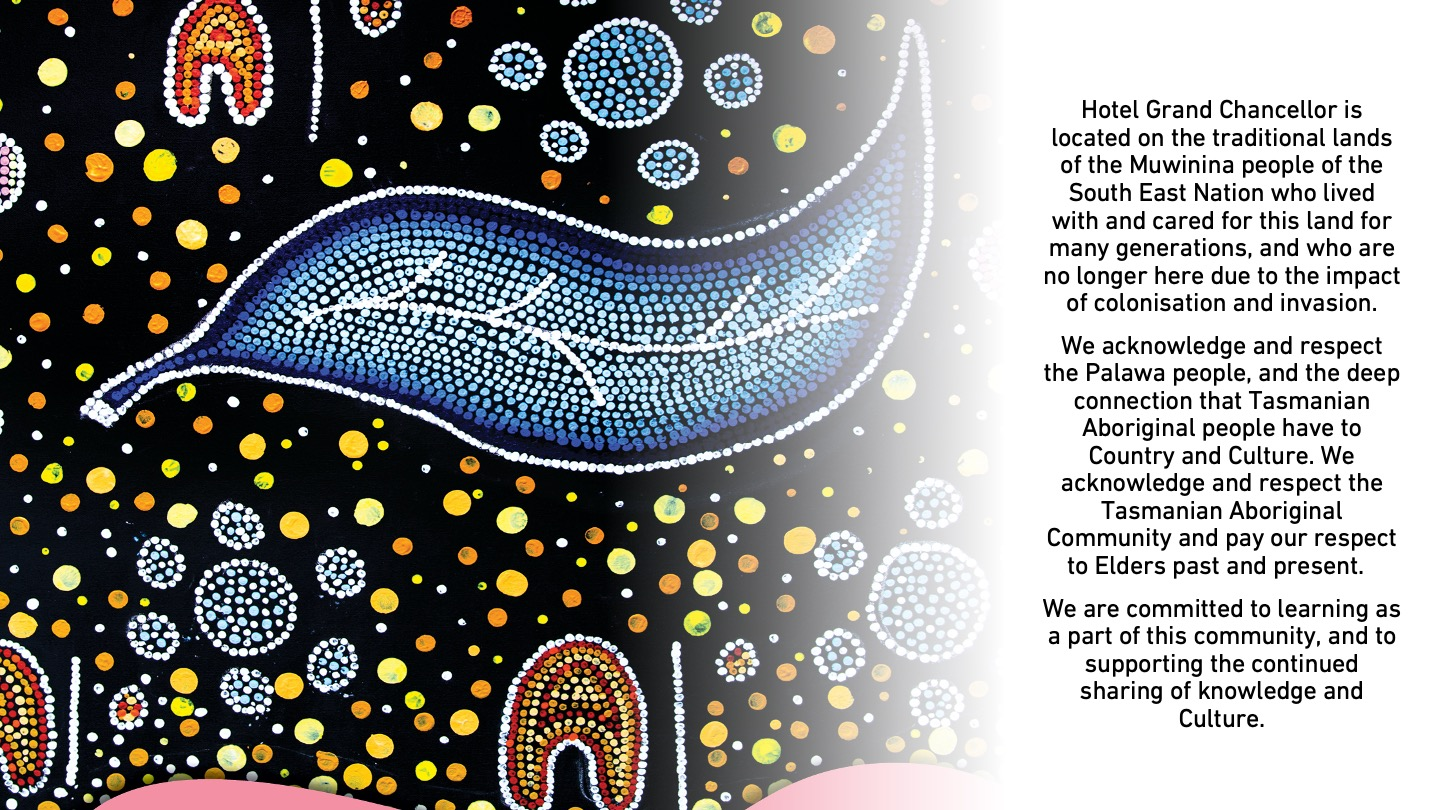 Hotel Grand Chancellor is
located on the traditional lands
of the Muwinina people of the
South East Nation who lived
with and cared for this land for
many generations, and who are
no longer here due to the impact
of colonisation and invasion.
We acknowledge and respect
the Palawa people, and the deep
connection that Tasmanian
Aboriginal people have to
Country and Culture. We
acknowledge and respect the
Tasmanian Aboriginal
Community and pay our respect
to Elders past and present.
We are committed to learning as
a part of this community, and to
supporting the continued
sharing of knowledge and
Culture.